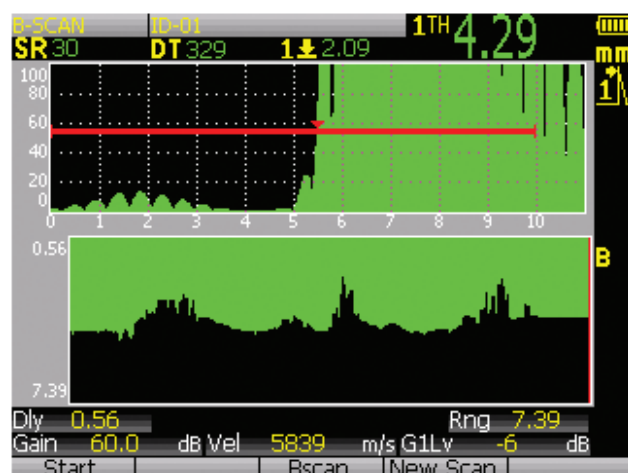 B-SCAN ID-01 1TH 4.29
SR 30 DT 329 1 2.09
mm
1
100
80
60
40
20
0
0 1 2 3 4 5 6 7 8 9 10
0.56
B
7.39
Dly 0.56 Rng 7.39
Gain 60.0 dB Vel 5839 m/s G1Lv -6 dB
Start Bscan New Scan